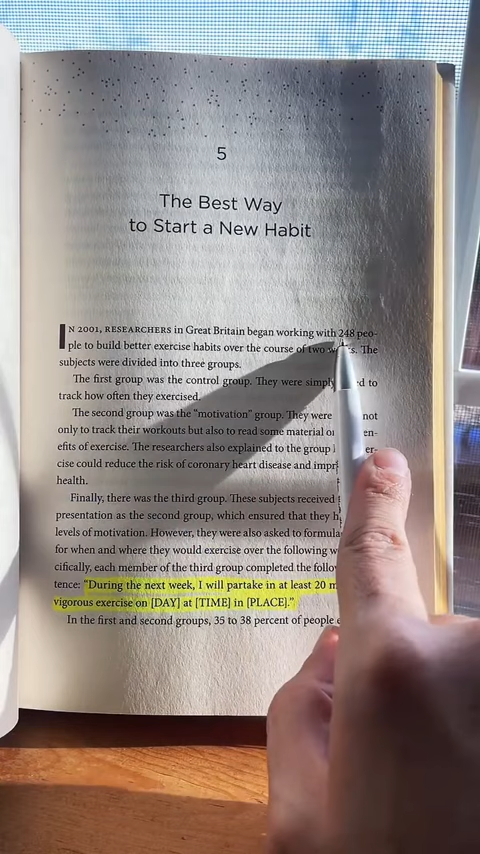 5
The Best Way
to Start a New Habit
IN 2001, RESEARCHERS in Great Britain began working with 248 peo-
ple to build better exercise habits over the course of two The
subjects were divided into three groups.
The first group was the control group. They were simply to
track how often they exercised.
The second group was the “motivation” group. They were not
only to track their workouts but also to read some material
efits of exercise. The researchers also explained to the group
cise could reduce the risk of coronary heart disease and
health.
Finally, there was the third group. These subjects received
presentation as the second group, which ensured that they
levels of motivation. However, they were also asked to
for when and where they would exercise over the following
cifically, each member of the third group completed the
tence: “During the next week, I will partake in at least 20
vigorous exercise on [DAY] at [TIME] in [PLACE].”
In the first and second groups, 35 to 38 percent of people